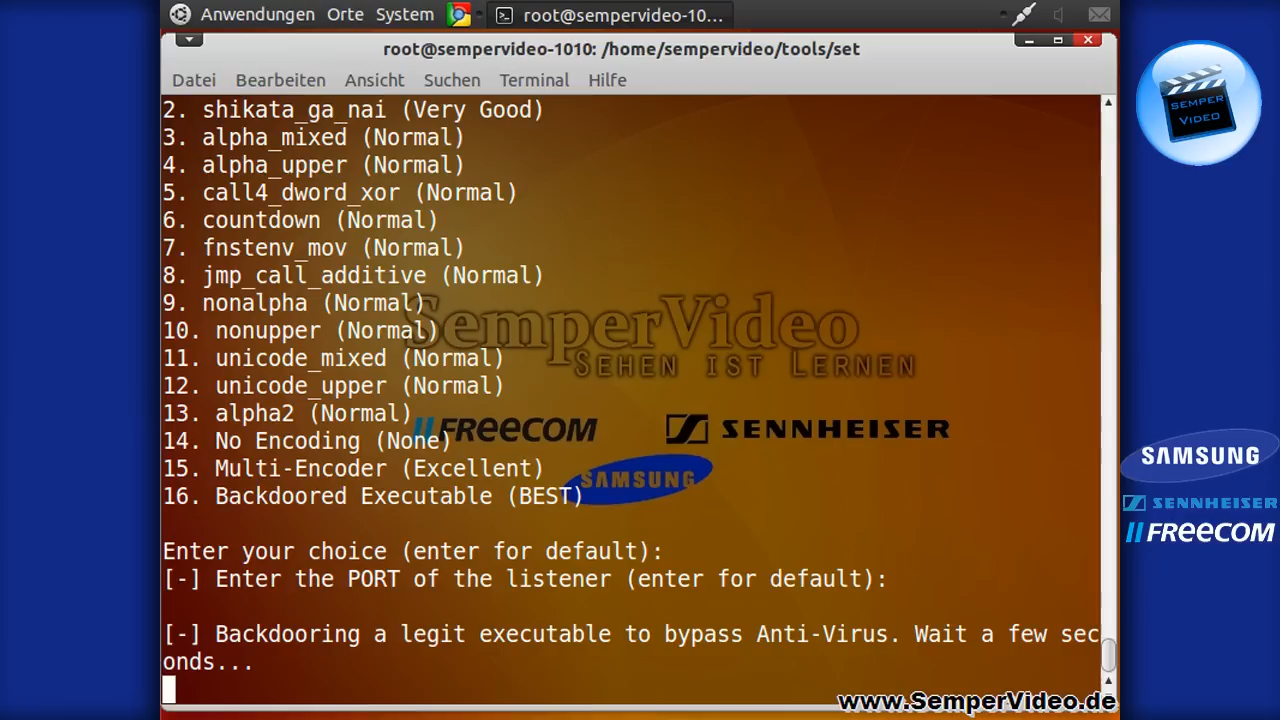 Anwendungen Orte System root@sempervideo-10...
root@sempervideo-1010: /home/sempervideo/tools/set
Datei Bearbeiten Ansicht Suchen Terminal Hilfe
2. shikata_ga_nai (Very Good)
3. alpha_mixed (Normal)
4. alpha_upper (Normal)
5. call4_dword_xor (Normal)
6. countdown (Normal)
7. fnstenv_mov (Normal)
8. jmp_call_additive (Normal)
9. nonalpha (Normal)
10. nonupper (Normal)
11. unicode_mixed (Normal)
12. unicode_upper (Normal)
13. alpha2 (Normal)
14. No Encoding (None)
15. Multi-Encoder (Excellent)
16. Backdoored Executable (BEST)
Enter your choice (enter for default):
[-] Enter the PORT of the listener (enter for default):
[-] Backdooring a legit executable to bypass Anti-Virus. Wait a few sec
onds...
SemperVideo
SEHEN IST LERNEN
FREECOM
SENNHEISER
SAMSUNG
www.SemperVideo.de
SEMPER
VIDEO
SAMSUNG
SENNHEISER
FREECOM